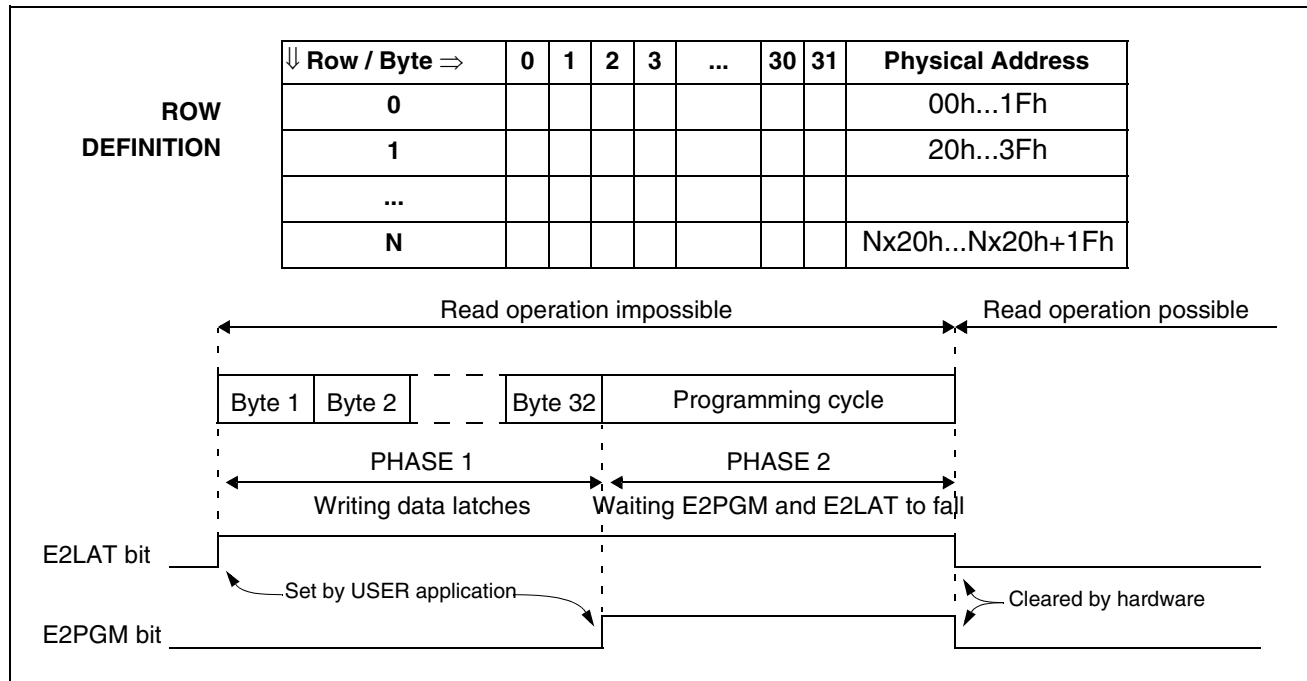 ⇓ Row / Byte ⇒ 0 1 2 3 ... 30 31 Physical Address
ROW
DEFINITION
0 00h...1Fh
1 20h...3Fh
...
N Nx20h...Nx20h+1Fh
Read operation impossible Read operation possible
Byte 1 Byte 2 Byte 32 Programming cycle
PHASE 1 PHASE 2
Writing data latches Waiting E2PGM and E2LAT to fall
E2LAT bit
Set by USER application Cleared by hardware
E2PGM bit